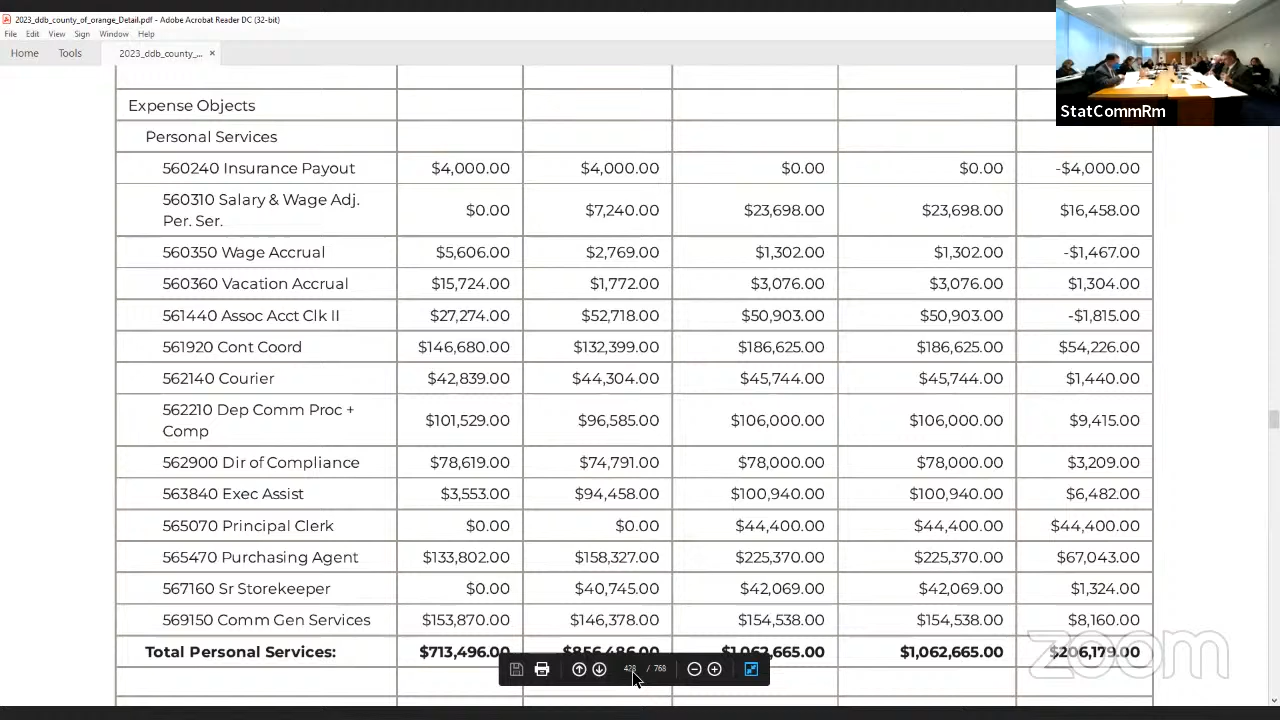 2023_ddb_county_of_orange_Detail.pdf - Adobe Acrobat Reader DC (32-bit)
File Edit View Sign Window Help
Home Tools 2023_ddb_county_... ×
StatCommRm
Expense Objects
Personal Services
560240 Insurance Payout $4,000.00 $4,000.00 $0.00 $0.00 -$4,000.00
560310 Salary & Wage Adj.
Per. Ser. $0.00 $7,240.00 $23,698.00 $23,698.00 $16,458.00
560350 Wage Accrual $5,606.00 $2,769.00 $1,302.00 $1,302.00 -$1,467.00
560360 Vacation Accrual $15,724.00 $1,772.00 $3,076.00 $3,076.00 $1,304.00
561440 Assoc Acct Clk II $27,274.00 $52,718.00 $50,903.00 $50,903.00 -$1,815.00
561920 Cont Coord $146,680.00 $132,399.00 $186,625.00 $186,625.00 $54,226.00
562140 Courier $42,839.00 $44,304.00 $45,744.00 $45,744.00 $1,440.00
562210 Dep Comm Proc +
Comp $101,529.00 $96,585.00 $106,000.00 $106,000.00 $9,415.00
562900 Dir of Compliance $78,619.00 $74,791.00 $78,000.00 $78,000.00 $3,209.00
563840 Exec Assist $3,553.00 $94,458.00 $100,940.00 $100,940.00 $6,482.00
565070 Principal Clerk $0.00 $0.00 $44,400.00 $44,400.00 $44,400.00
565470 Purchasing Agent $133,802.00 $158,327.00 $225,370.00 $225,370.00 $67,043.00
567160 Sr Storekeeper $0.00 $40,745.00 $42,069.00 $42,069.00 $1,324.00
569150 Comm Gen Services $153,870.00 $146,378.00 $154,538.00 $154,538.00 $8,160.00
Total Personal Services: $713,496.00 $856,486.00 $1,062,665.00 $1,062,665.00 $206,179.00
428 / 768
zoom